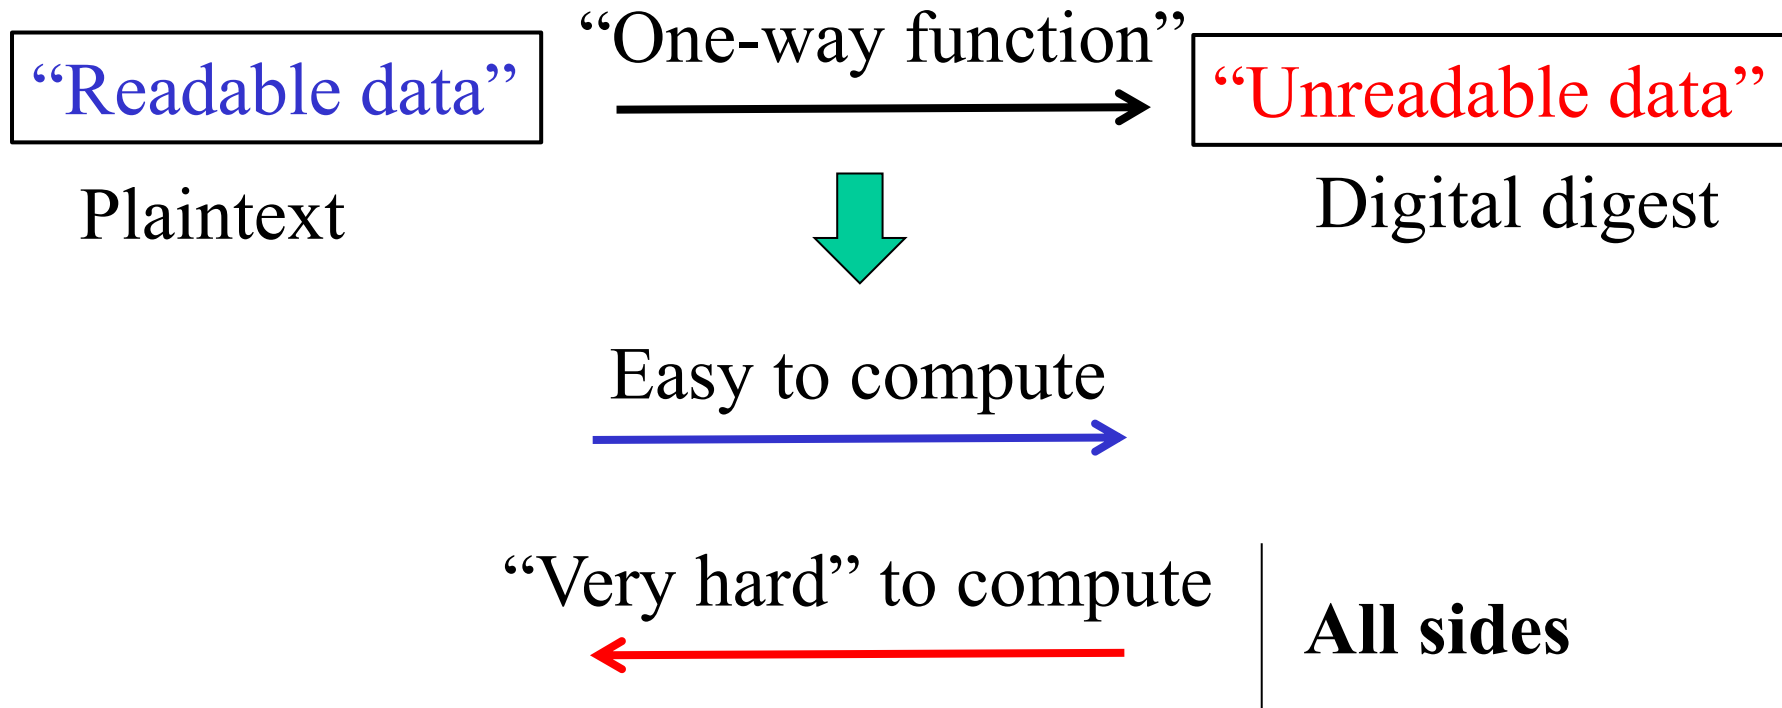 “One-way function”
“Readable data”
“Unreadable data”
Plaintext
Digital digest
Easy to compute
“Very hard” to compute
All sides